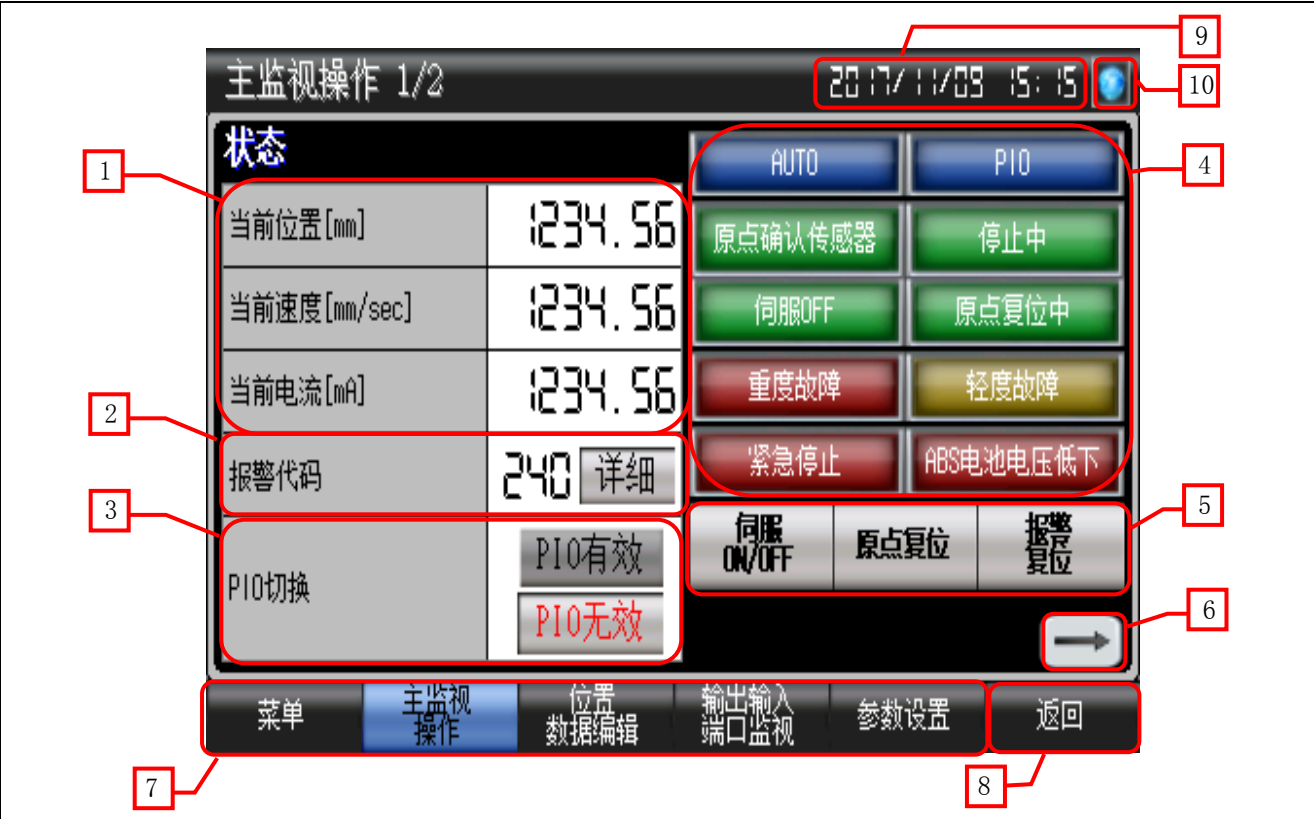 9
主监视操作 1/2
2017/11/09 15:15
10
状态
1
AUTO
PIO
4
当前位置[mm]
1234.56
原点确认传感器
停止中
当前速度[mm/sec]
1234.56
伺服OFF
原点复位中
当前电流[mA]
1234.56
重度故障
轻度故障
2
报警代码
240
详细
紧急停止
ABS电池电压低下
3
PIO切换
PIO有效
PIO无效
伺服
ON/OFF
原点复位
报警
复位
5
6
菜单
主监视
操作
位置
数据编辑
输出输入
端口监视
参数设置
返回
7
8